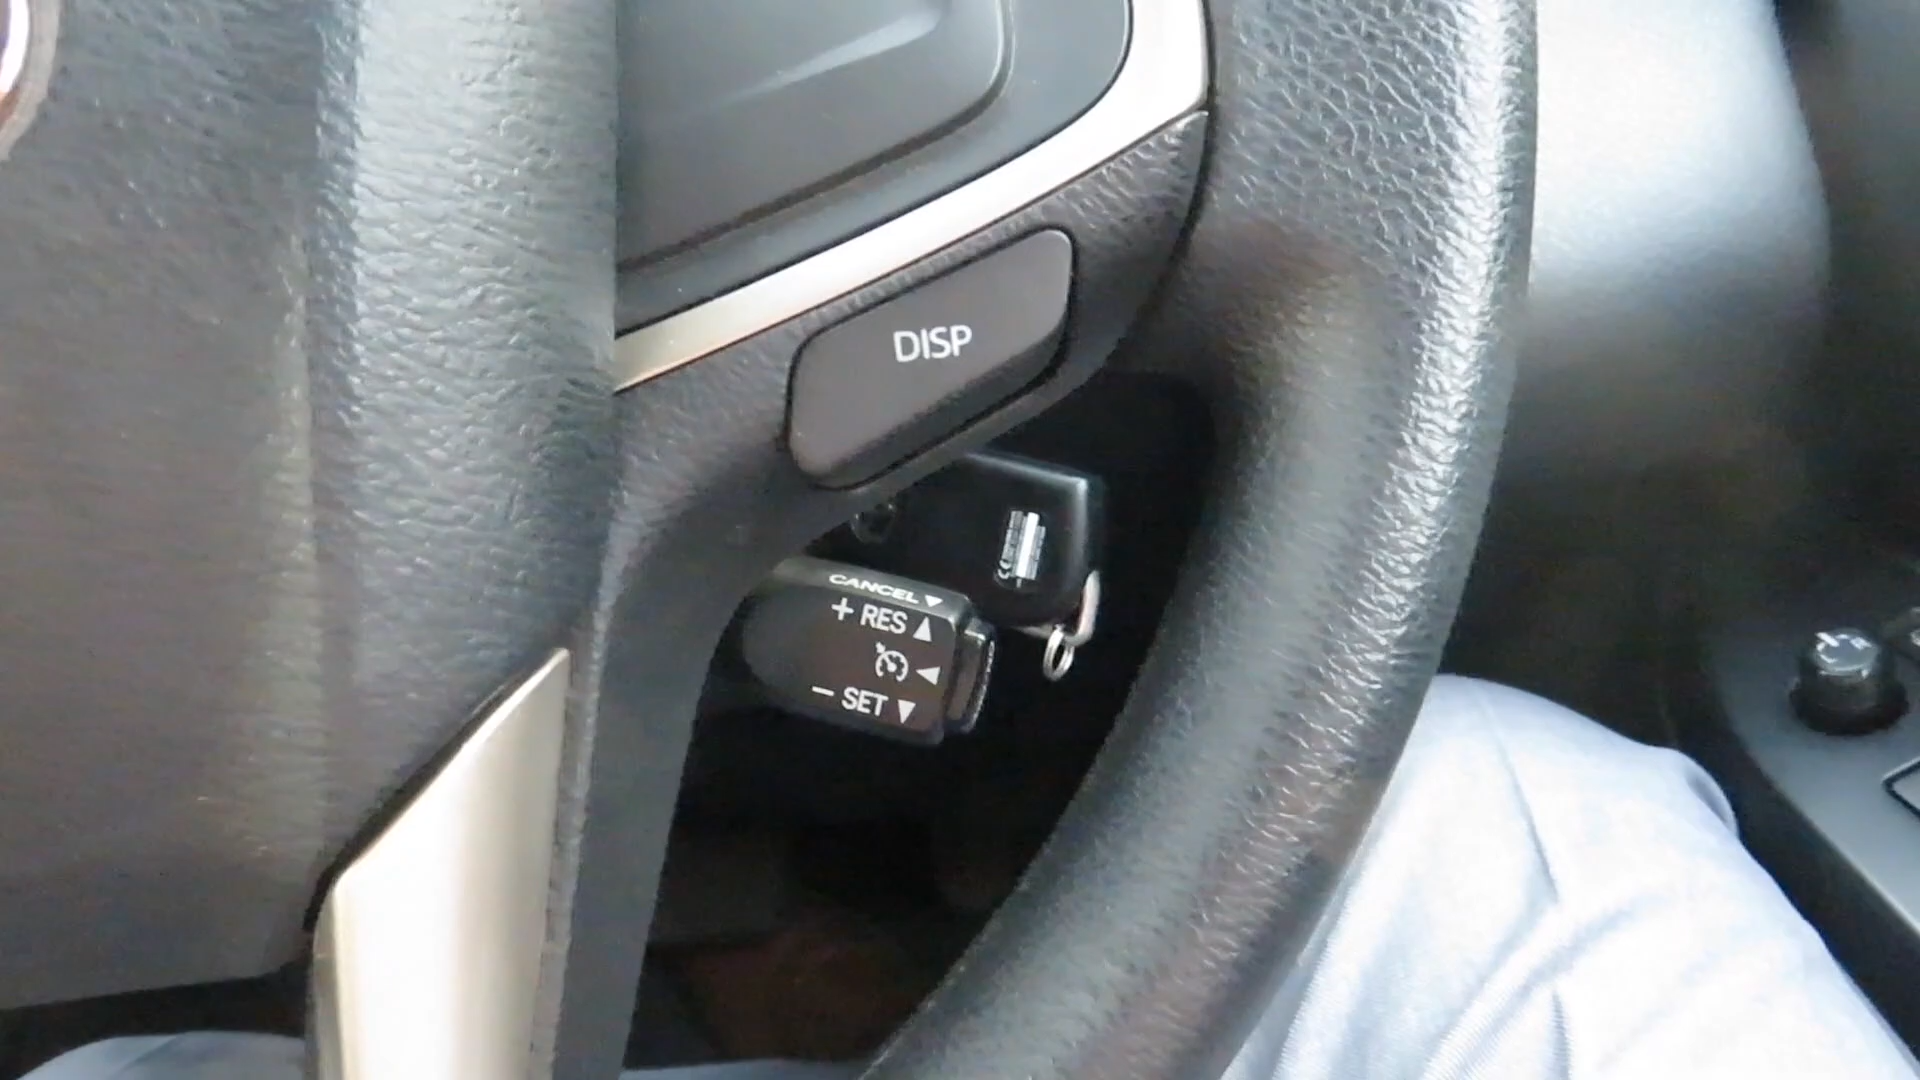 DISP
CANCEL ▼
+ RES ▲
◀
− SET ▼